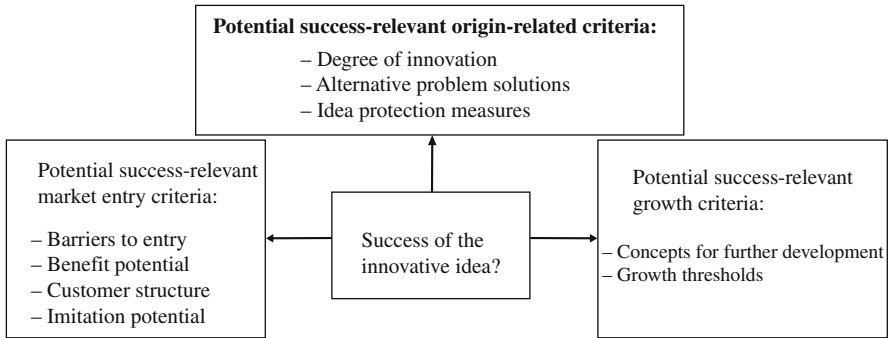 Potential success-relevant origin-related criteria:
– Degree of innovation
– Alternative problem solutions
– Idea protection measures
Potential success-relevant
market entry criteria:
– Barriers to entry
– Benefit potential
– Customer structure
– Imitation potential
Success of the
innovative idea?
Potential success-relevant
growth criteria:
– Concepts for further development
– Growth thresholds